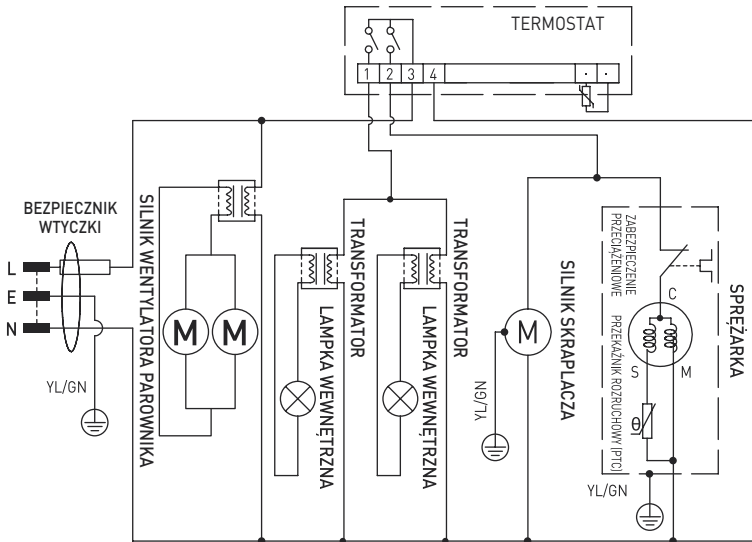 TERMOSTAT
1 2 3 4
BEZPIECZNIK
WTYCZKI
L
E
N
YL/GN
SILNIK WENTYLATORA PAROWNIKA
M M
TRANSFORMATOR
LAMPKA WEWNĘTRZNA
TRANSFORMATOR
LAMPKA WEWNĘTRZNA
YL/GN
M
SILNIK SKRAPLACZA
ZABEZPIECZENIE
PRZECIĄŻENIOWE
PRZEKAŹNIK ROZRUCHOWY (PTC)
C
S M
θ
YL/GN
SPRĘŻARKA